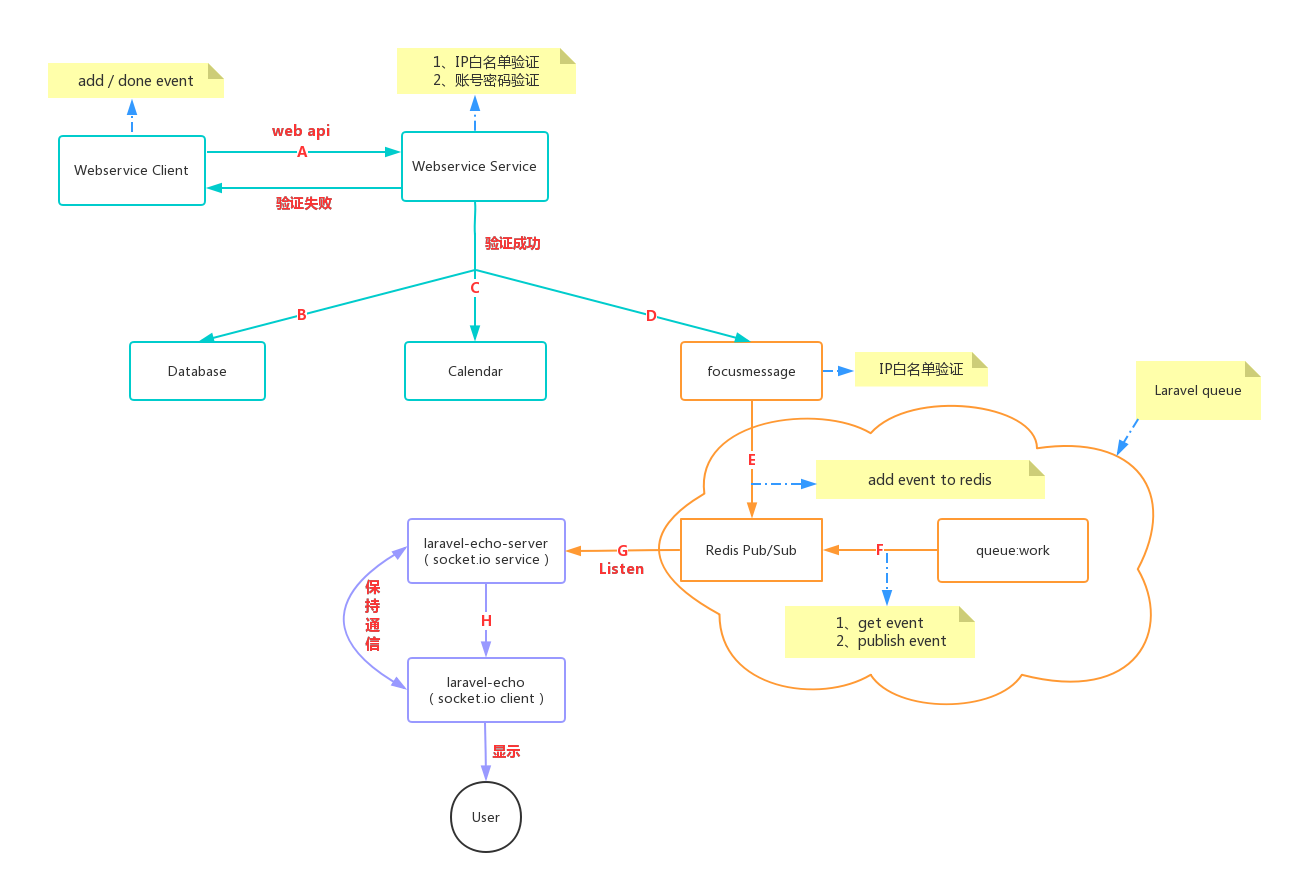 add / done event
1、IP白名单验证
2、账号密码验证
web api
A
Webservice Client
Webservice Service
验证失败
验证成功
C
B
D
Database
Calendar
focusmessage
IP白名单验证
Laravel queue
E
add event to redis
laravel-echo-server
( socket.io service )
G
Listen
Redis Pub/Sub
F
queue:work
保
持
通
信
H
1、get event
2、publish event
laravel-echo
( socket.io client )
显示
User